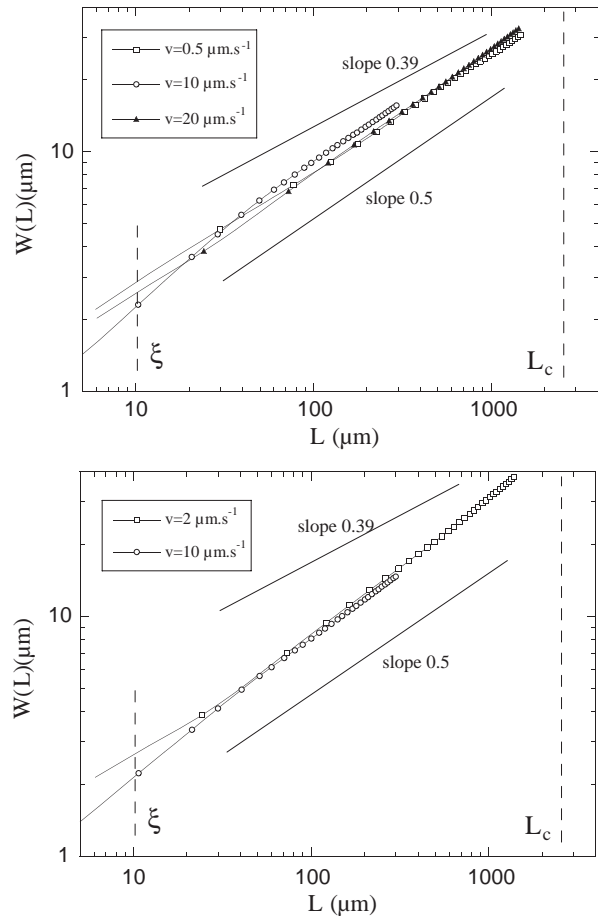 v=0.5 µm.s⁻¹
v=10 µm.s⁻¹
v=20 µm.s⁻¹
slope 0.39
slope 0.5
W(L)(µm)
10
1
ξ
L_c
10
100
1000
L (µm)
v=2 µm.s⁻¹
v=10 µm.s⁻¹
slope 0.39
slope 0.5
W(L)(µm)
10
1
ξ
L_c
10
100
1000
L (µm)